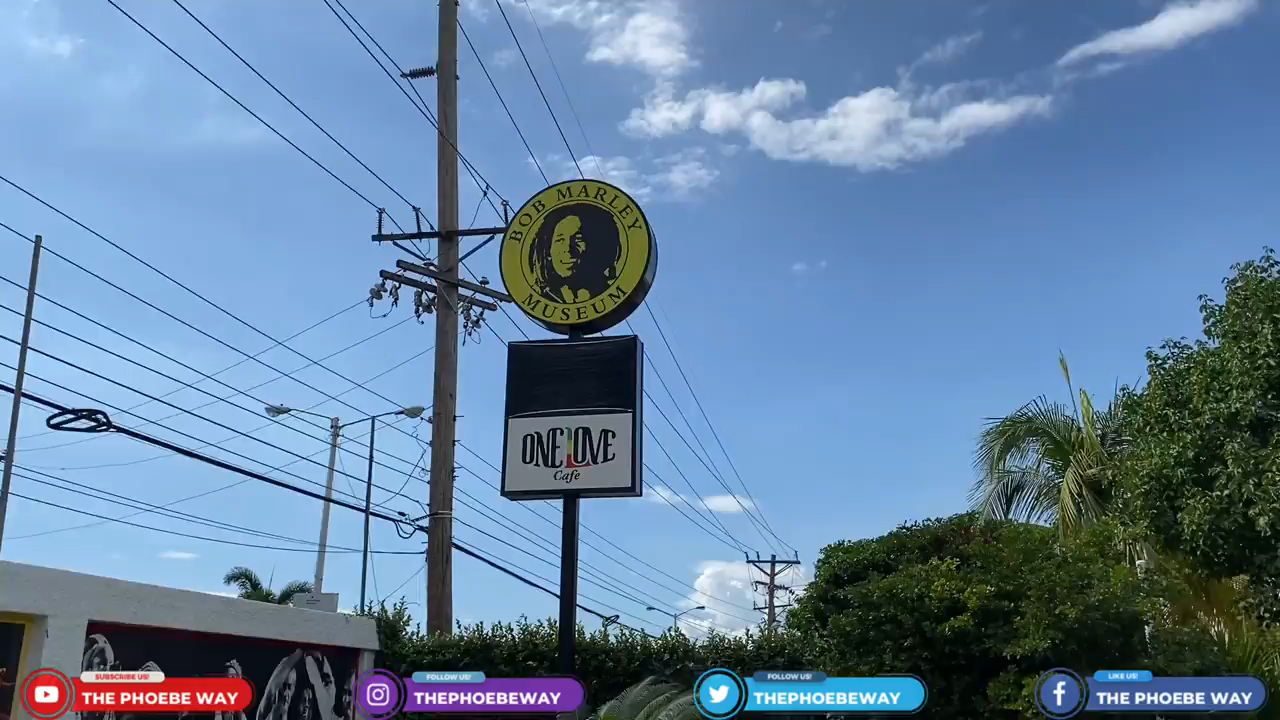 BOB MARLEY
MUSEUM
ONE LOVE
Cafe
SUBSCRIBE US!
THE PHOEBE WAY
FOLLOW US!
THEPHOEBEWAY
FOLLOW US!
THEPHOEBEWAY
LIKE US!
THE PHOEBE WAY